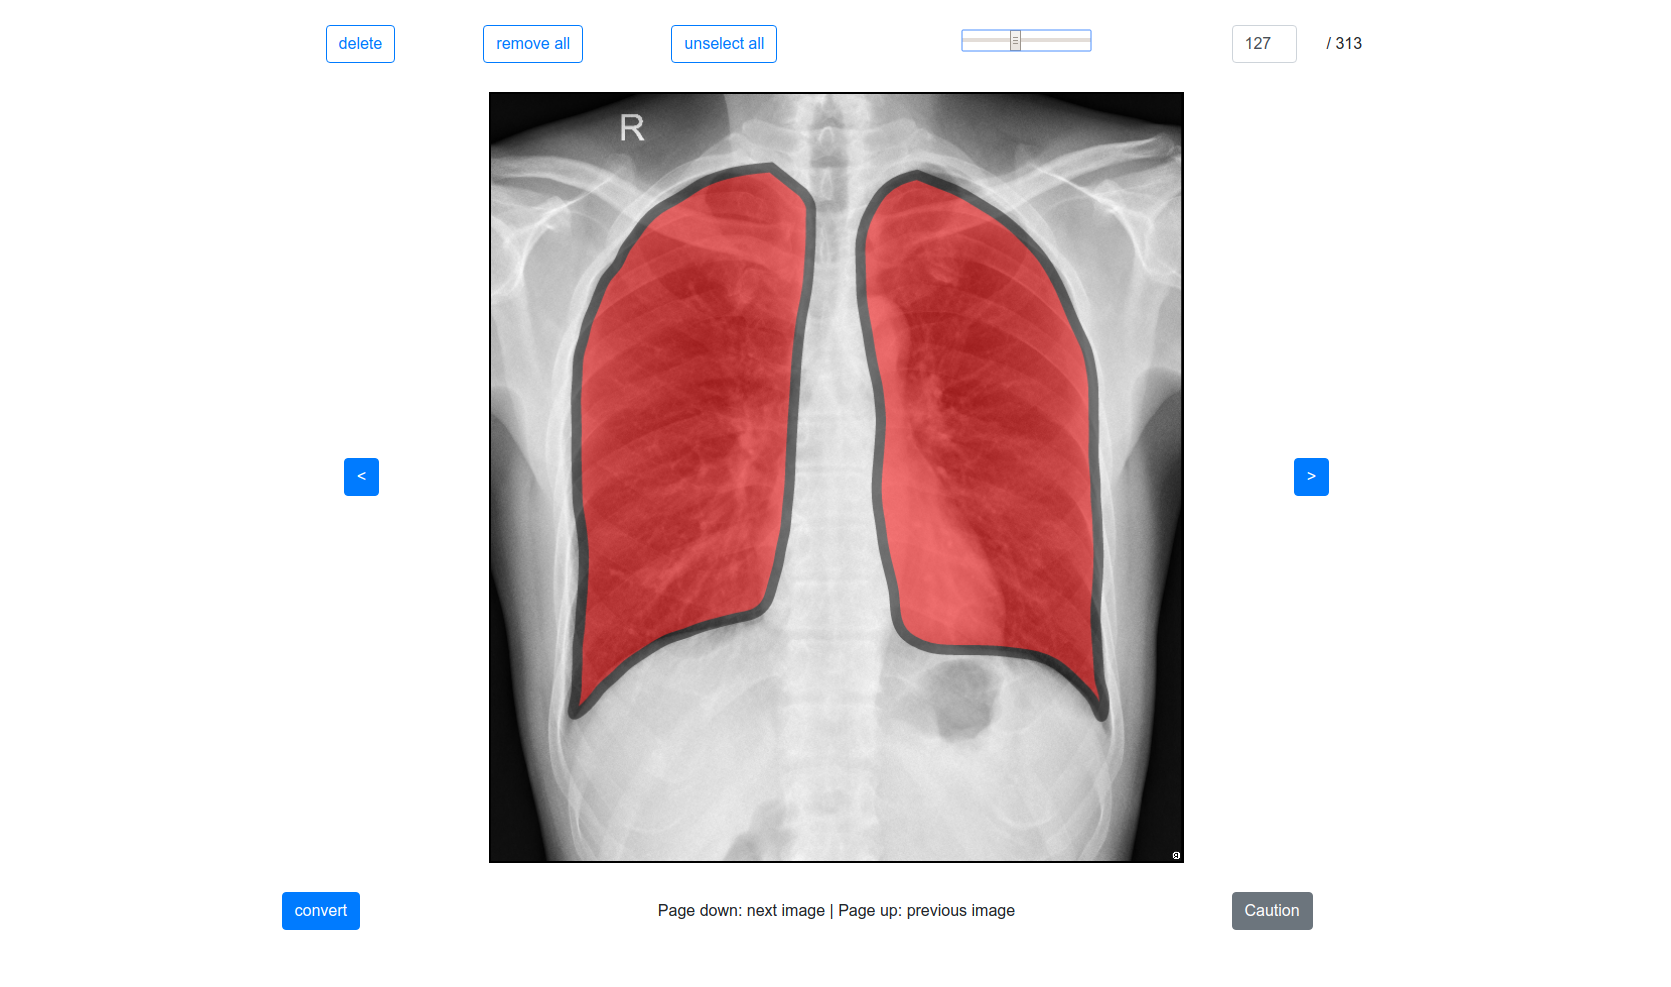 delete
remove all
unselect all
127
/ 313
R
<
>
convert
Page down: next image | Page up: previous image
Caution